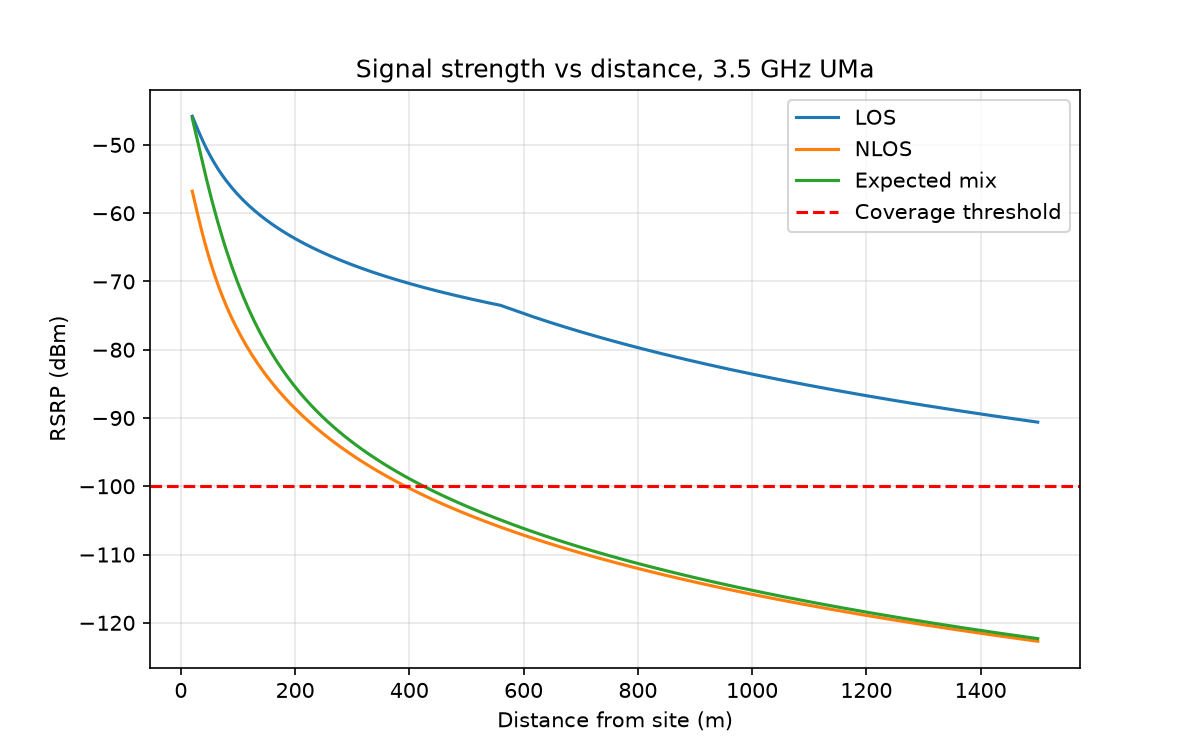 Signal strength vs distance, 3.5 GHz UMa
LOS
NLOS
Expected mix
Coverage threshold
RSRP (dBm)
−50
−60
−70
−80
−90
−100
−110
−120
0
200
400
600
800
1000
1200
1400
Distance from site (m)